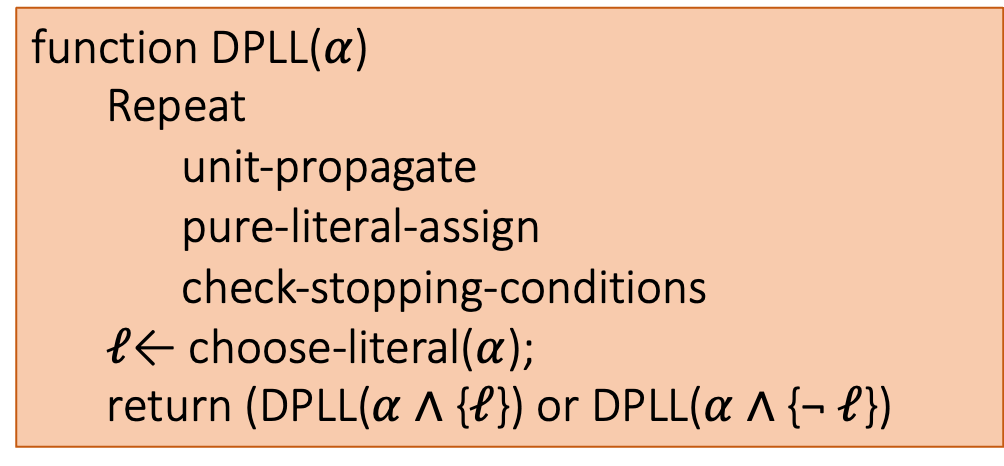 function DPLL(α)
Repeat
unit-propagate
pure-literal-assign
check-stopping-conditions
ℓ← choose-literal(α);
return (DPLL(α ∧ {ℓ}) or DPLL(α ∧ {¬ ℓ})